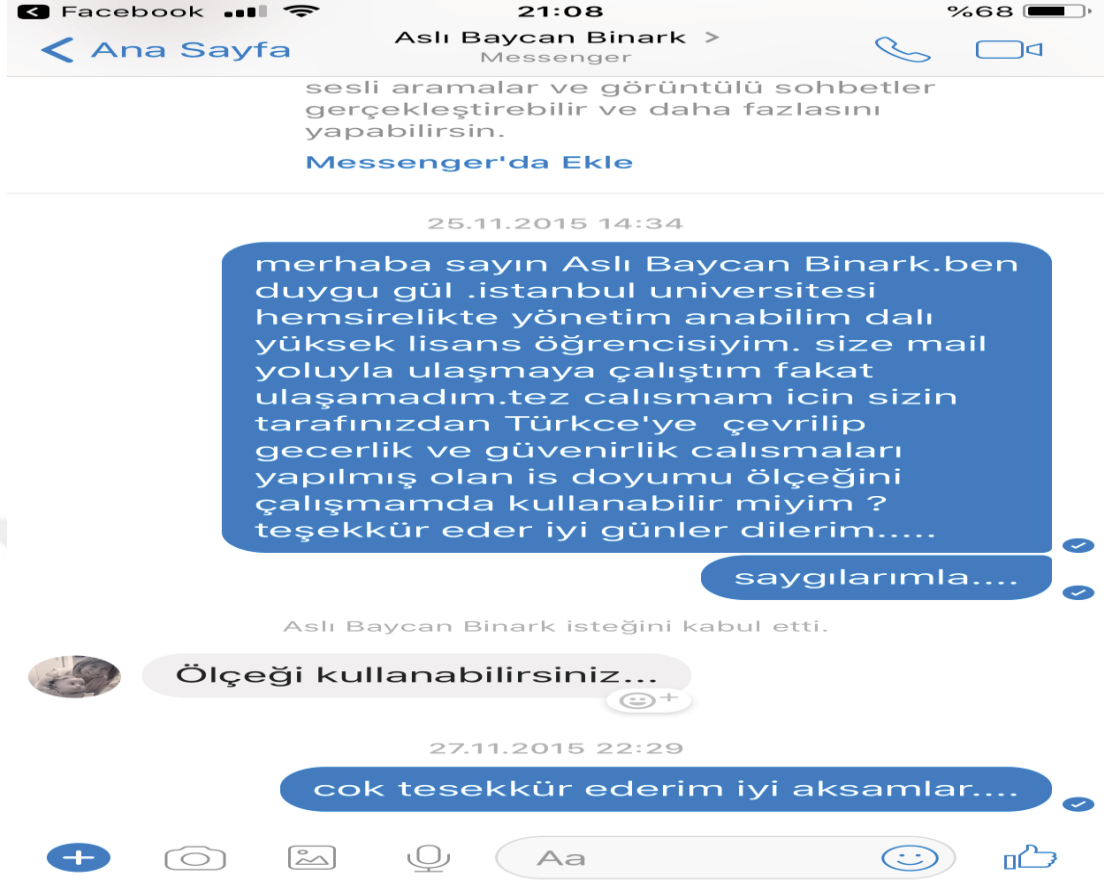 Facebook 21:08 %68
Ana Sayfa
Aslı Baycan Binark >
Messenger
sesli aramalar ve görüntülü sohbetler
gerçekleştirebilir ve daha fazlasını
yapabilirsin.
Messenger'da Ekle
25.11.2015 14:34
merhaba sayın Aslı Baycan Binark.ben
duygu gül .istanbul universitesi
hemsirelikte yönetim anabilim dalı
yüksek lisans öğrencisiyim. size mail
yoluyla ulaşmaya çalıştım fakat
ulaşamadım.tez calısmam icin sizin
tarafınızdan Türkce'ye çevrilip
gecerlik ve güvenirlik calısmaları
yapılmış olan is doyumu ölçeğini
çalışmamda kullanabilir miyim ?
teşekkür eder iyi günler dilerim.....
saygılarımla....
Aslı Baycan Binark isteğini kabul etti.
Ölçeği kullanabilirsiniz...
27.11.2015 22:29
cok tesekkür ederim iyi aksamlar....
Aa